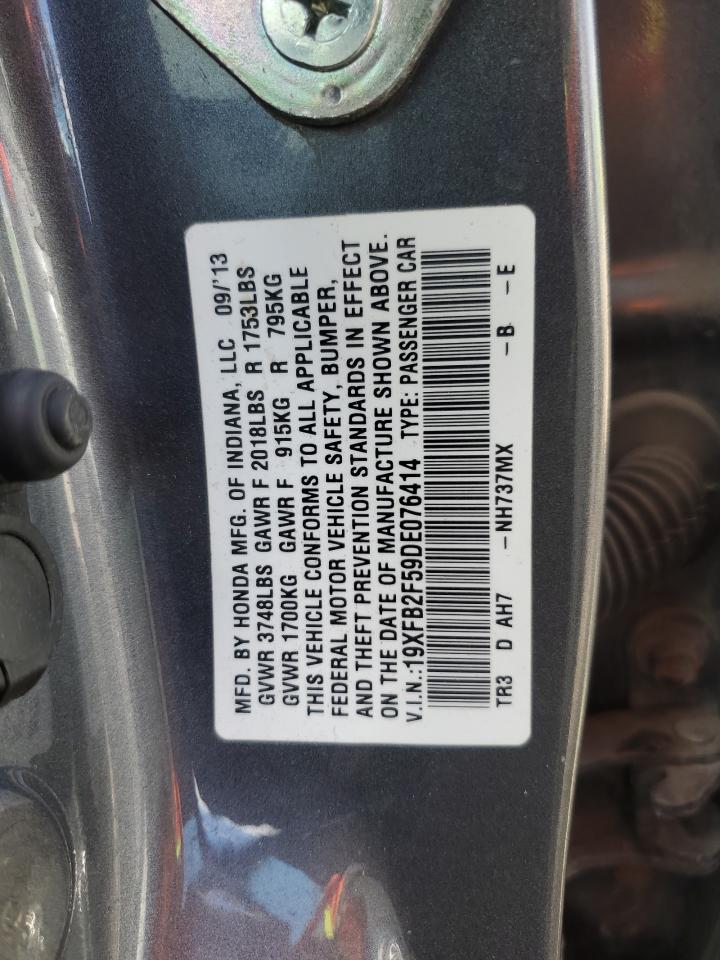 MFD. BY HONDA MFG. OF INDIANA, LLC 09/'13
GVWR 3748LBS GAWR F 2018LBS R 1753LBS
GVWR 1700KG GAWR F 915KG R 795KG
THIS VEHICLE CONFORMS TO ALL APPLICABLE
FEDERAL MOTOR VEHICLE SAFETY, BUMPER,
AND THEFT PREVENTION STANDARDS IN EFFECT
ON THE DATE OF MANUFACTURE SHOWN ABOVE.
V.I.N.:19XFB2F59DE076414 TYPE: PASSENGER CAR
TR3 D AH7 -NH737MX -B -E